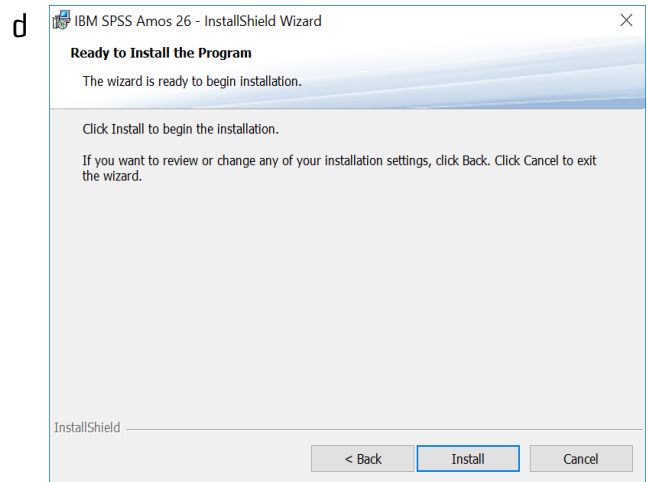 d
IBM SPSS Amos 26 - InstallShield Wizard
Ready to Install the Program
The wizard is ready to begin installation.
Click Install to begin the installation.
If you want to review or change any of your installation settings, click Back. Click Cancel to exit
the wizard.
InstallShield
< Back Install Cancel